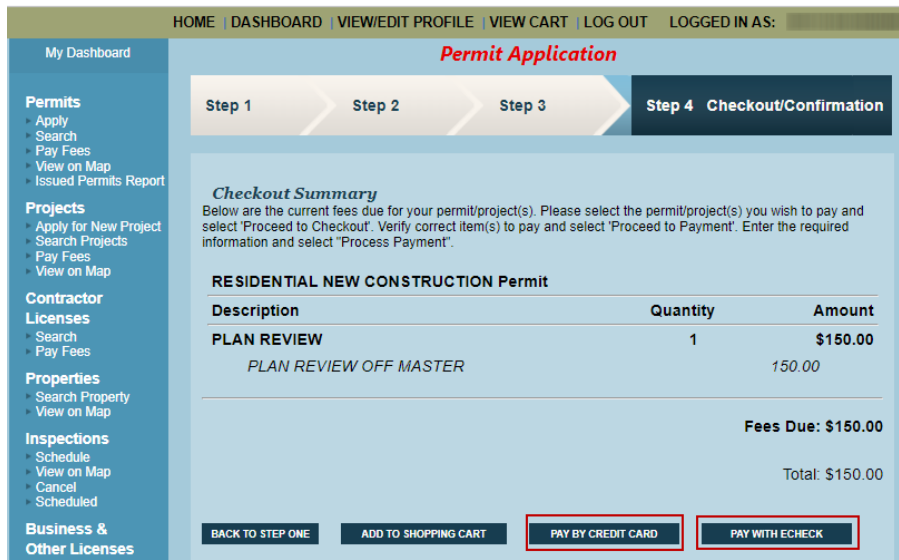 HOME | DASHBOARD | VIEW/EDIT PROFILE | VIEW CART | LOG OUT LOGGED IN AS:
My Dashboard
Permits
Apply
Search
Pay Fees
View on Map
Issued Permits Report
Projects
Apply for New Project
Search Projects
Pay Fees
View on Map
Contractor
Licenses
Search
Pay Fees
Properties
Search Property
View on Map
Inspections
Schedule
View on Map
Cancel
Scheduled
Business &
Other Licenses
Permit Application
Step 1 Step 2 Step 3 Step 4 Checkout/Confirmation
Checkout Summary
Below are the current fees due for your permit/project(s). Please select the permit/project(s) you wish to pay and
select 'Proceed to Checkout'. Verify correct item(s) to pay and select 'Proceed to Payment'. Enter the required
information and select "Process Payment".
RESIDENTIAL NEW CONSTRUCTION Permit
Description Quantity Amount
PLAN REVIEW 1 $150.00
PLAN REVIEW OFF MASTER 150.00
Fees Due: $150.00
Total: $150.00
BACK TO STEP ONE ADD TO SHOPPING CART PAY BY CREDIT CARD PAY WITH ECHECK